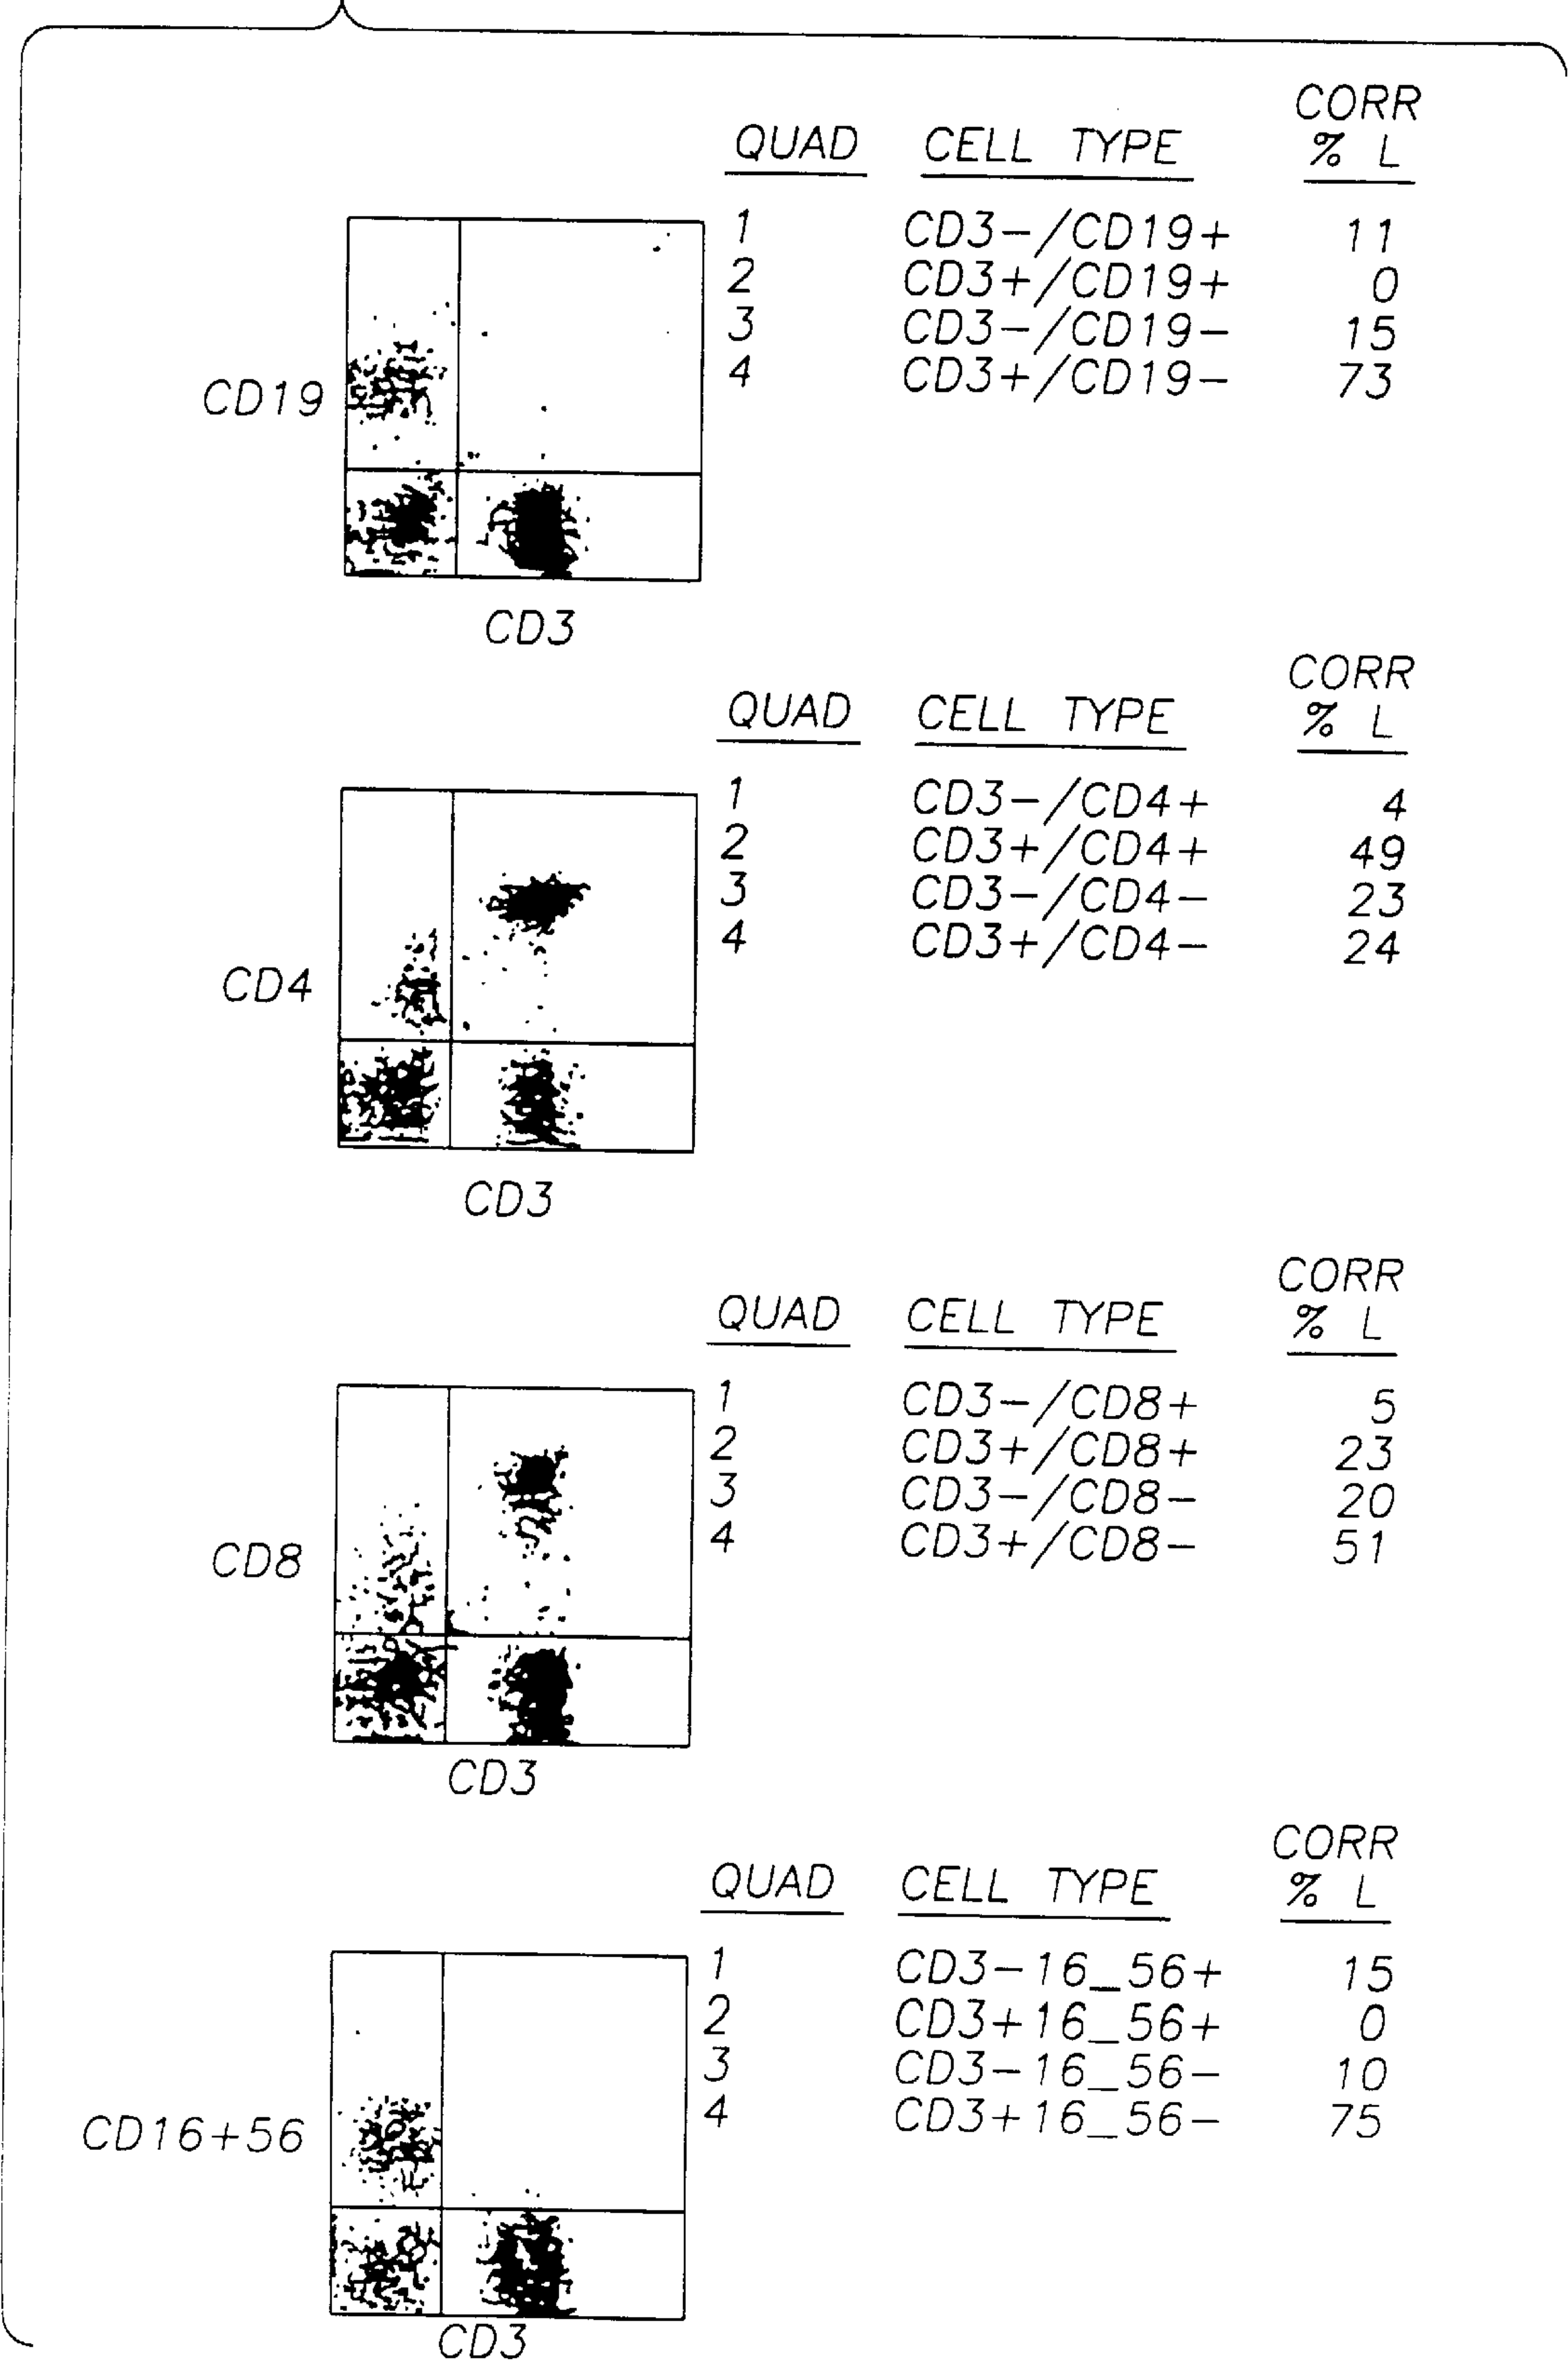 CORR
QUAD CELL TYPE % L
1 CD3-/CD19+ 11
2 CD3+/CD19+ 0
3 CD3-/CD19- 15
4 CD3+/CD19- 73
CD19
CD3
CORR
QUAD CELL TYPE % L
1 CD3-/CD4+ 4
2 CD3+/CD4+ 49
3 CD3-/CD4- 23
4 CD3+/CD4- 24
CD4
CD3
CORR
QUAD CELL TYPE % L
1 CD3-/CD8+ 5
2 CD3+/CD8+ 23
3 CD3-/CD8- 20
4 CD3+/CD8- 51
CD8
CD3
CORR
QUAD CELL TYPE % L
1 CD3-16_56+ 15
2 CD3+16_56+ 0
3 CD3-16_56- 10
4 CD3+16_56- 75
CD16+56
CD3